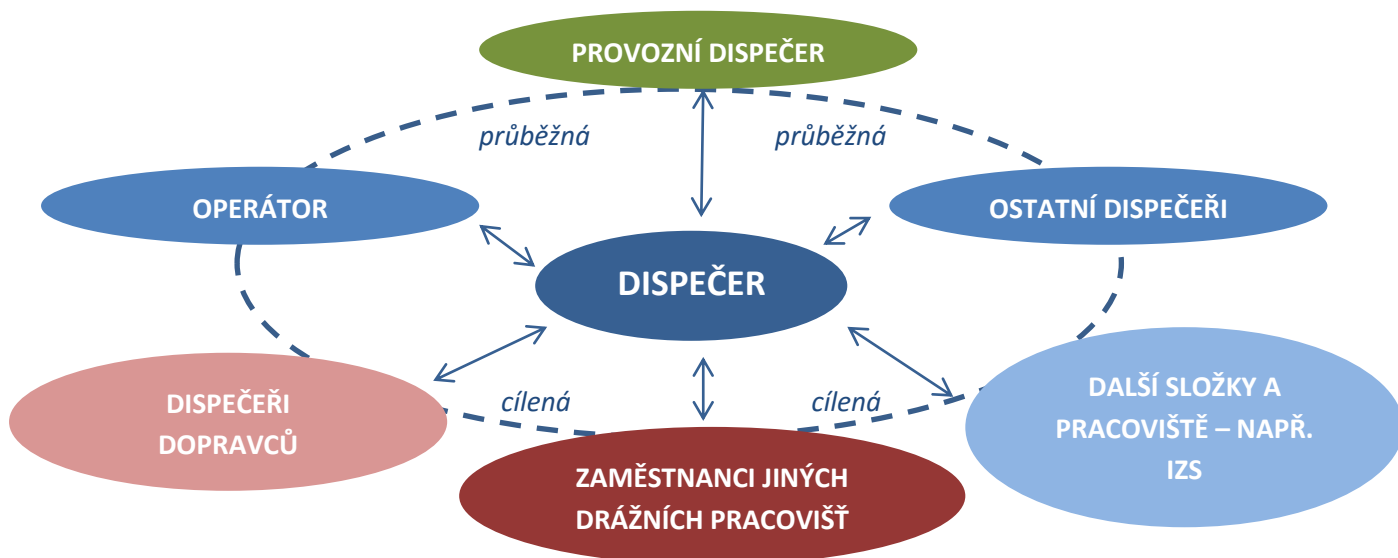 PROVOZNÍ DISPEČER
průběžná
průběžná
OPERÁTOR
OSTATNÍ DISPEČEŘI
DISPEČER
DISPEČEŘI
DOPRAVCŮ
cílená
cílená
DALŠÍ SLOŽKY A
PRACOVIŠTĚ – NAPŘ.
IZS
ZAMĚSTNANCI JINÝCH
DRÁŽNÍCH PRACOVIŠŤ